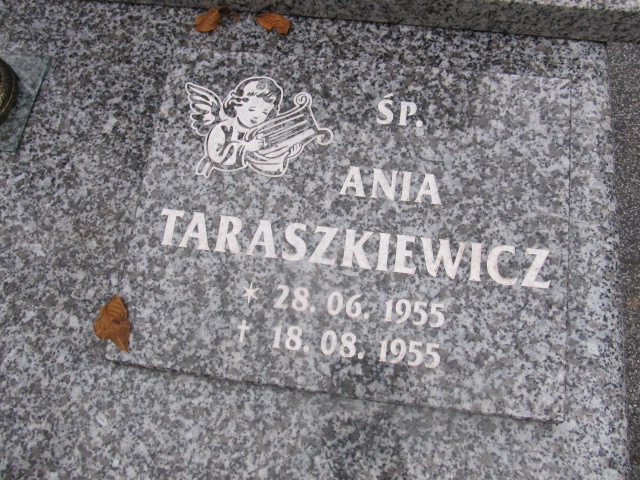 ŚP.
ANIA
TARASZKIEWICZ
* 28. 06. 1955
† 18. 08. 1955